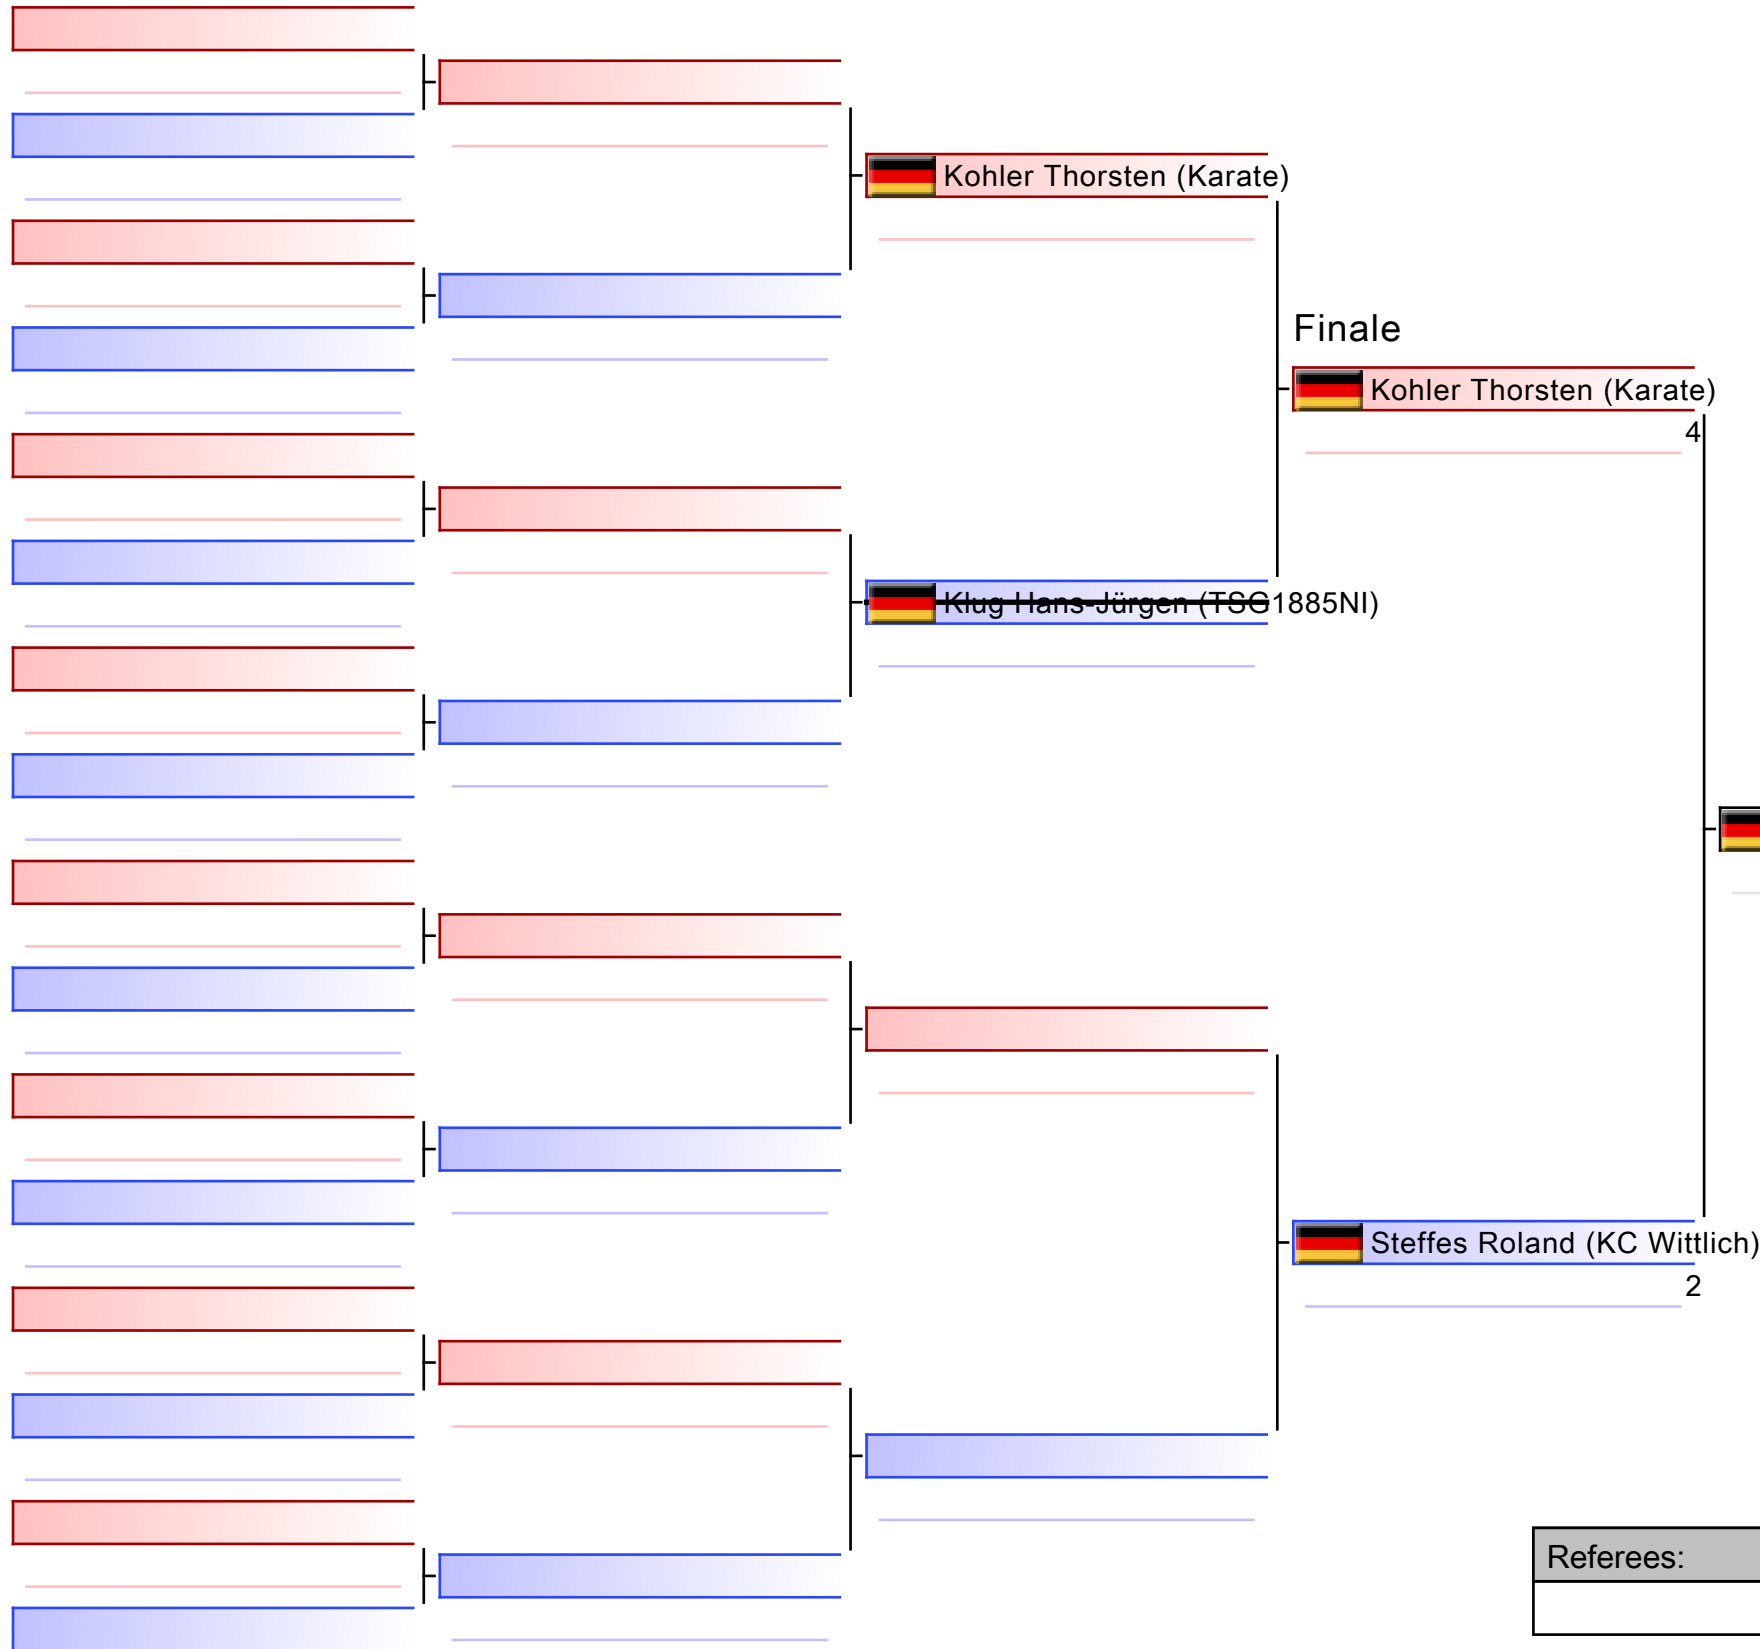 Kohler Thorsten (Karate)
Finale
Kohler Thorsten (Karate)
4
Klug Hans-Jürgen (TSG1885NI)
Steffes Roland (KC Wittlich)
2
Referees: